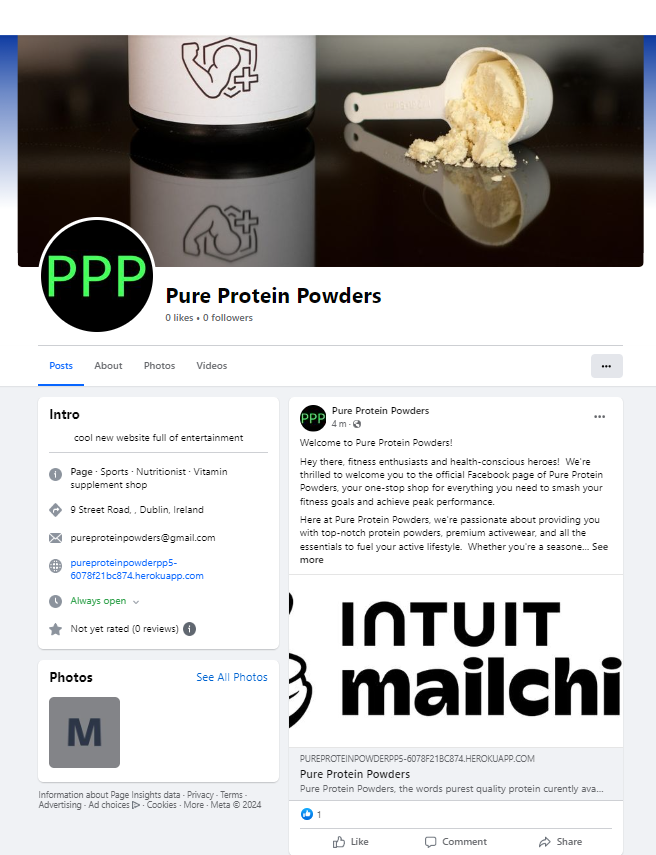 PPP
Pure Protein Powders
0 likes • 0 followers
Posts
About
Photos
Videos
Intro
cool new website full of entertainment
Page · Sports · Nutritionist · Vitamin
supplement shop
9 Street Road, , Dublin, Ireland
pureproteinpowders@gmail.com
pureproteinpowderpp5-
6078f21bc874.herokuapp.com
Always open
Not yet rated (0 reviews)
Photos
See All Photos
M
Information about Page Insights data · Privacy · Terms ·
Advertising · Ad choices · Cookies · More · Meta © 2024
PPP
Pure Protein Powders
4 m ·
Welcome to Pure Protein Powders!
Hey there, fitness enthusiasts and health-conscious heroes! We're
thrilled to welcome you to the official Facebook page of Pure Protein
Powders, your one-stop shop for everything you need to smash your
fitness goals and achieve peak performance.
Here at Pure Protein Powders, we're passionate about providing you
with top-notch protein powders, premium activewear, and all the
essentials to fuel your active lifestyle. Whether you're a seasone... See
more
INTUIT
mailchi
PUREPROTEINPOWDERPP5-6078F21BC874.HEROKUAPP.COM
Pure Protein Powders
Pure Protein Powders, the words purest quality protein curently ava...
1
Like
Comment
Share